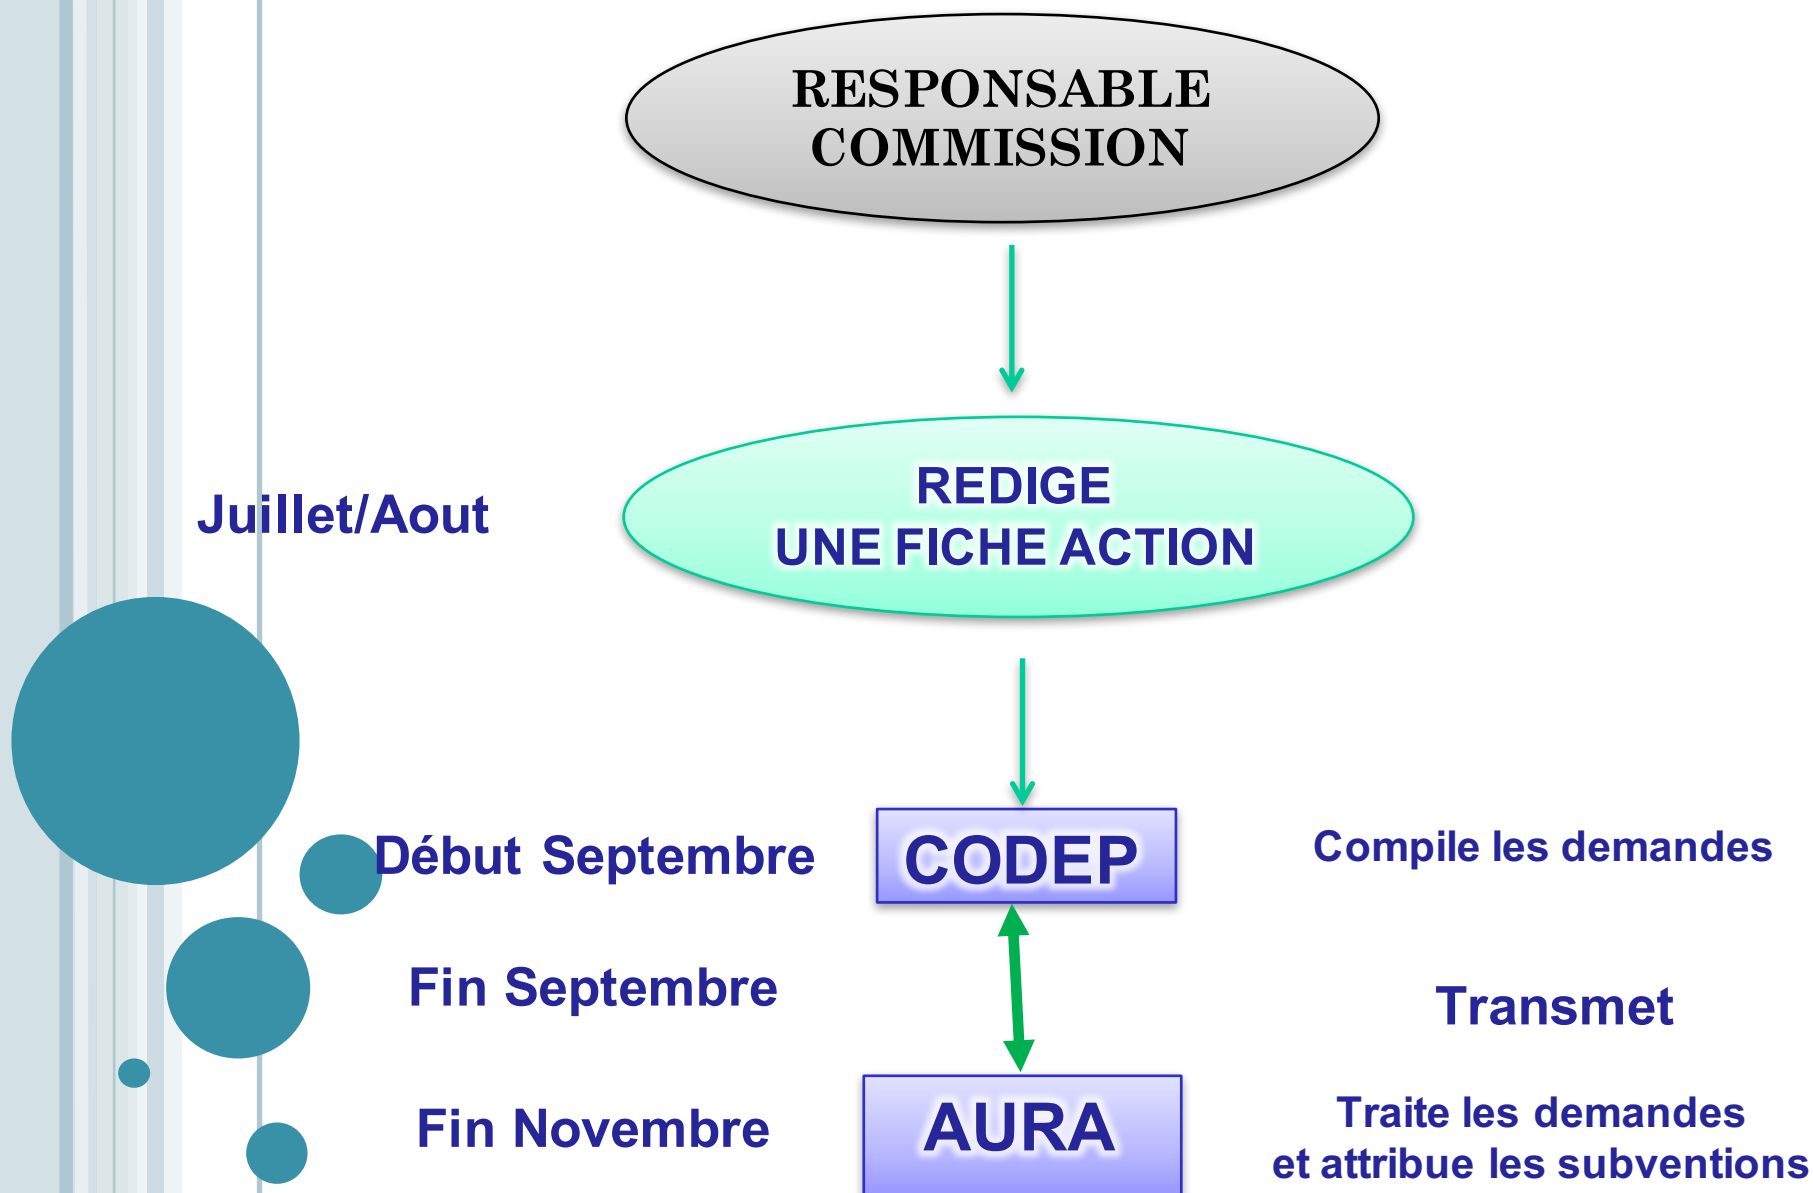 RESPONSABLE
COMMISSION
Juillet/Aout
REDIGE
UNE FICHE ACTION
Début Septembre
CODEP
Compile les demandes
Fin Septembre
Transmet
Fin Novembre
AURA
Traite les demandes
et attribue les subventions